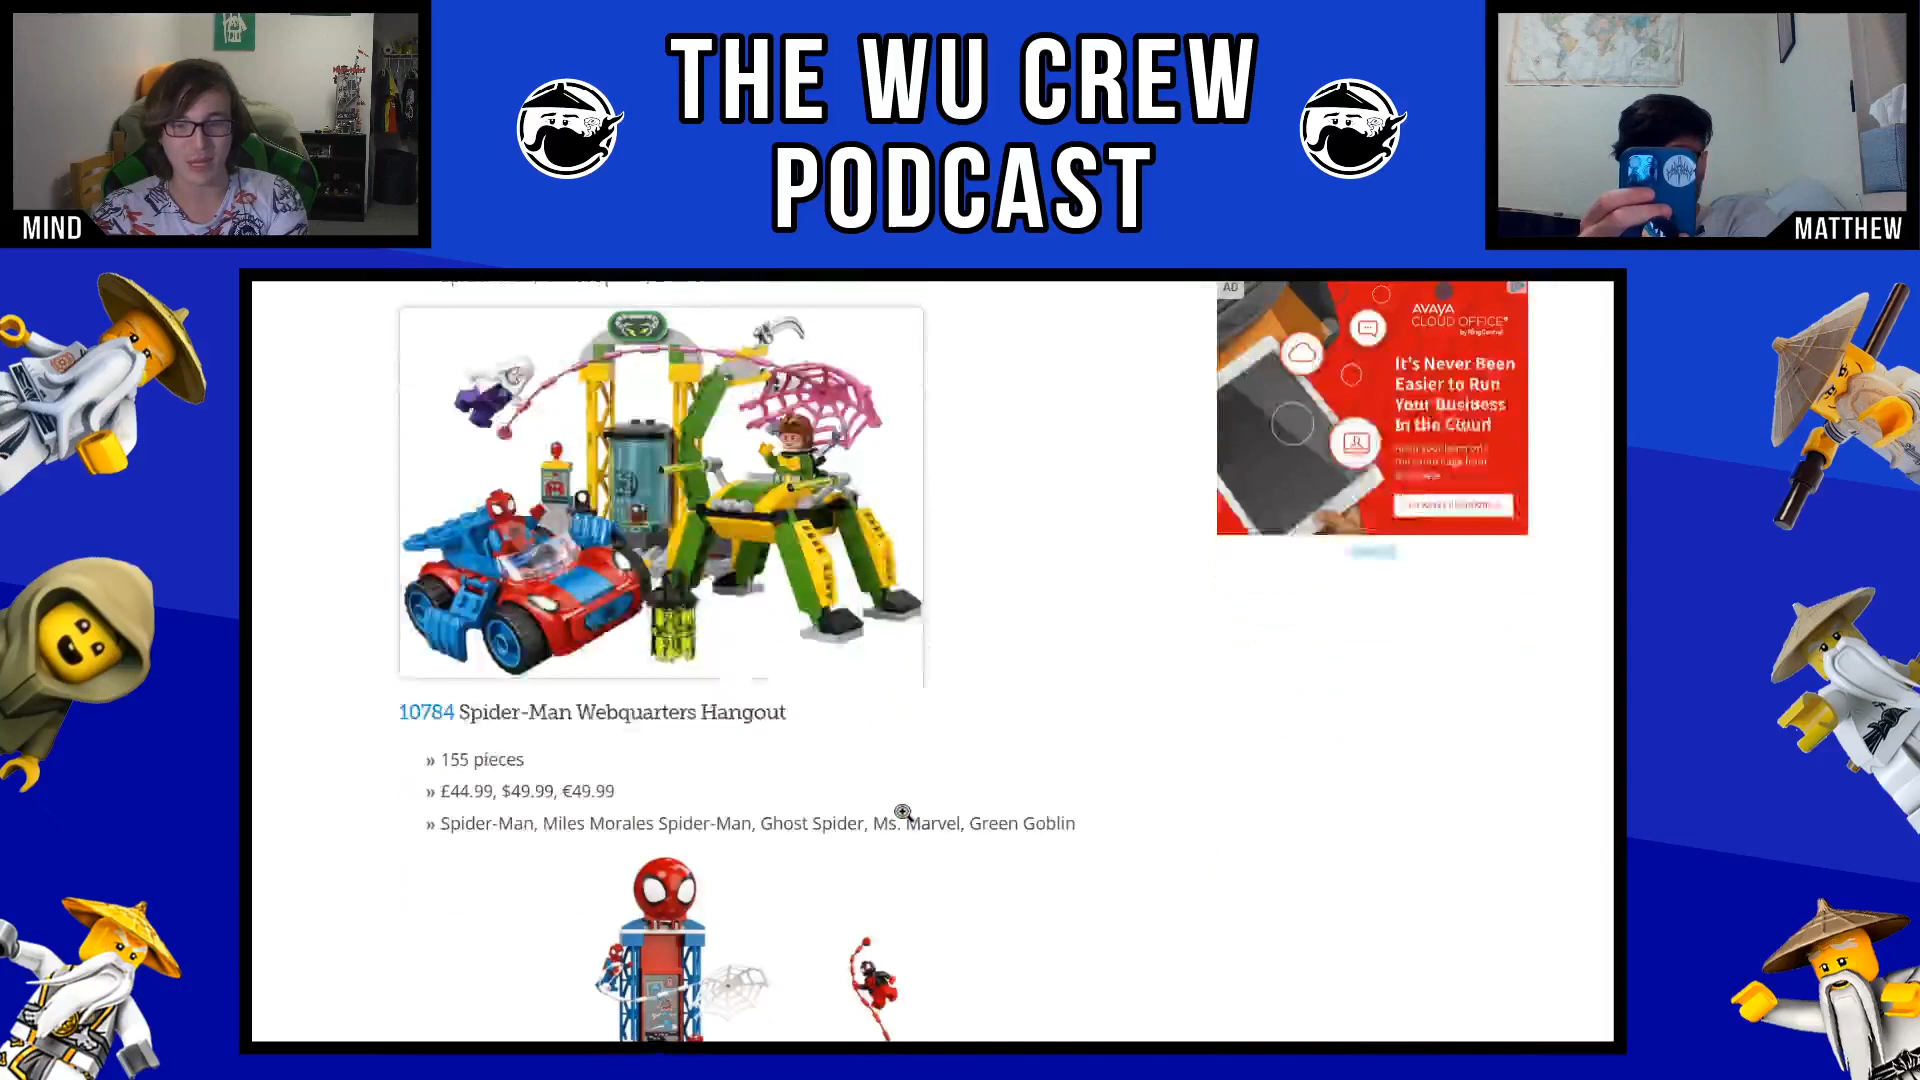 THE WU CREW
PODCAST
MIND
MATTHEW
AD
AVAYA
CLOUD OFFICE
by RingCentral
It's Never Been
Easier to Run
Your Business
In the Cloud
10784 Spider-Man Webquarters Hangout
» 155 pieces
» £44.99, $49.99, €49.99
» Spider-Man, Miles Morales Spider-Man, Ghost Spider, Ms. Marvel, Green Goblin